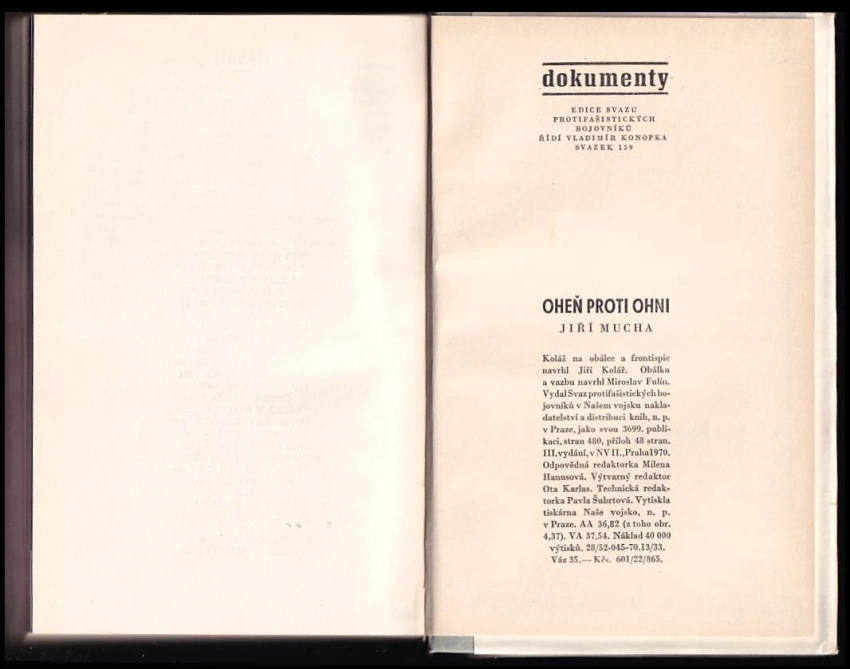 dokumenty
EDICE SVAZU
PROTIFAŠISTICKÝCH
BOJOVNÍKŮ
ŘÍDÍ VLADIMÍR KONOPKA
SVAZEK 159
OHEŇ PROTI OHNI
JIŘÍ MUCHA
Koláž na obálce a frontispic
navrhl Jiří Kolář. Obálku
a vazbu navrhl Miroslav Fulín.
Vydal Svaz protifašistických bo-
jovníků v Našem vojsku nakla-
datelství a distribuci knih, n. p.
v Praze, jako svou 3699. publi-
kaci, stran 480, příloh 48 stran.
III. vydání, v NV II., Praha 1970.
Odpovědná redaktorka Milena
Hanusová. Výtvarný redaktor
Ota Karlas. Technická redak-
torka Pavla Šubrtová. Vytiskla
tiskárna Naše vojsko, n. p.
v Praze. AA 36,82 (z toho obr.
4,37). VA 37,54. Náklad 40 000
výtisků. 28/52-045-70.13/33.
Váz 35,— Kčs. 601/22/865.